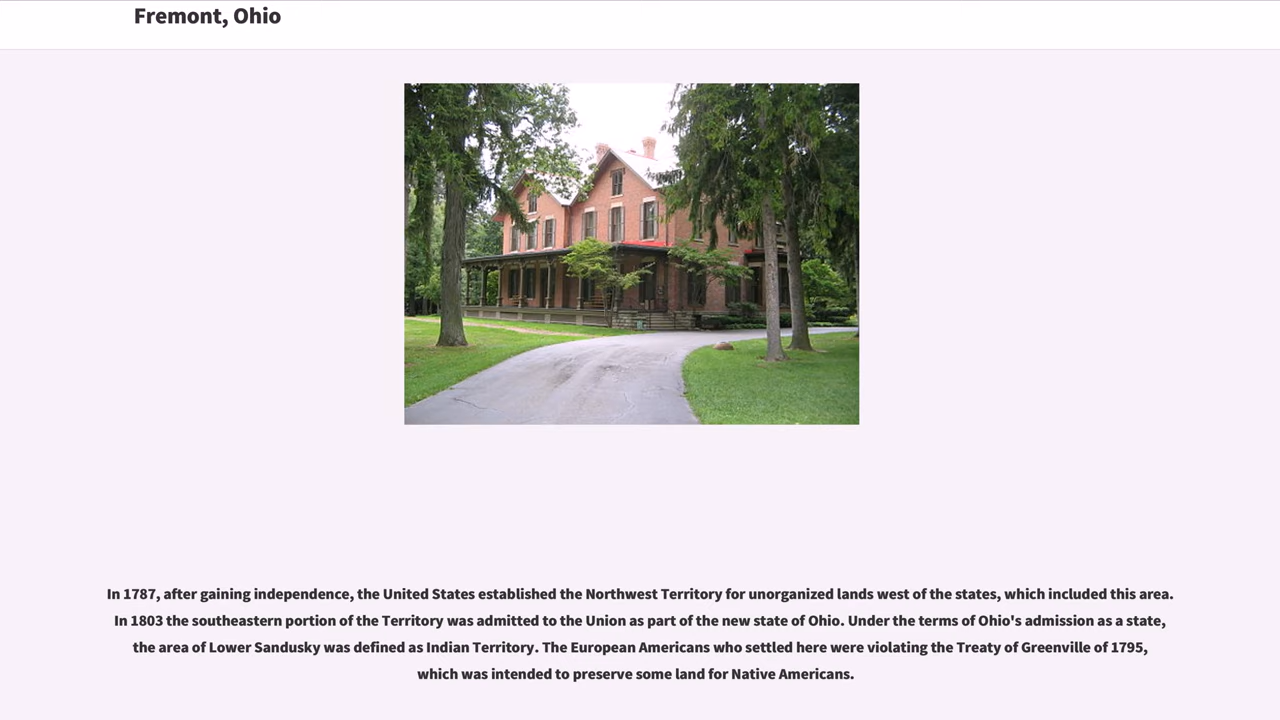 Fremont, Ohio
In 1787, after gaining independence, the United States established the Northwest Territory for unorganized lands west of the states, which included this area.
In 1803 the southeastern portion of the Territory was admitted to the Union as part of the new state of Ohio. Under the terms of Ohio's admission as a state,
the area of Lower Sandusky was defined as Indian Territory. The European Americans who settled here were violating the Treaty of Greenville of 1795,
which was intended to preserve some land for Native Americans.